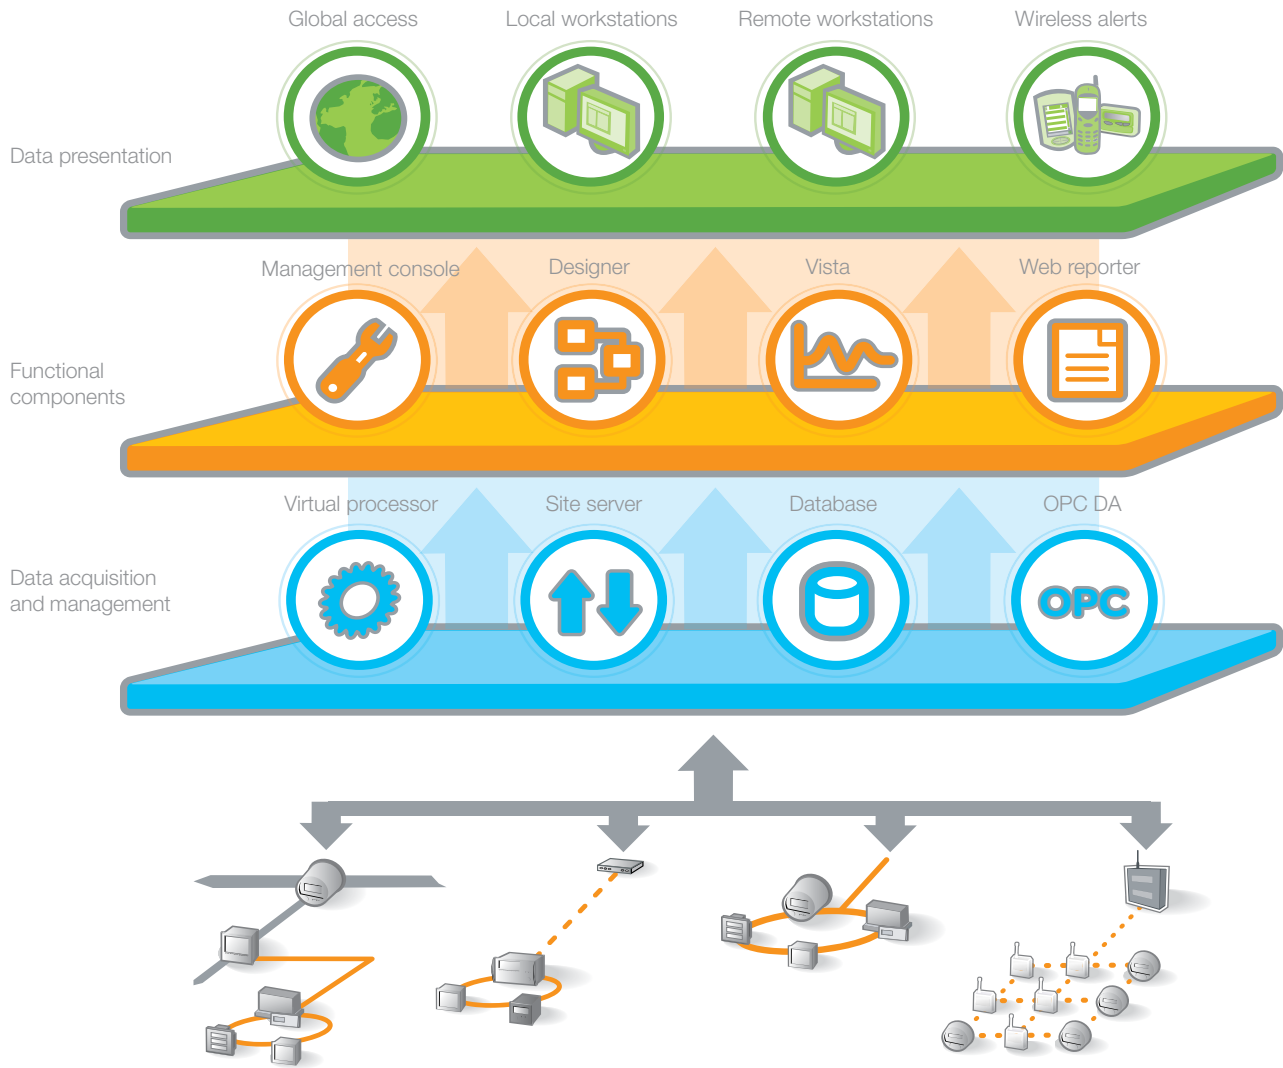 Global access
Local workstations
Remote workstations
Wireless alerts
Data presentation
Management console
Designer
Vista
Web reporter
Functional
components
Virtual processor
Site server
Database
OPC DA
Data acquisition
and management
OPC